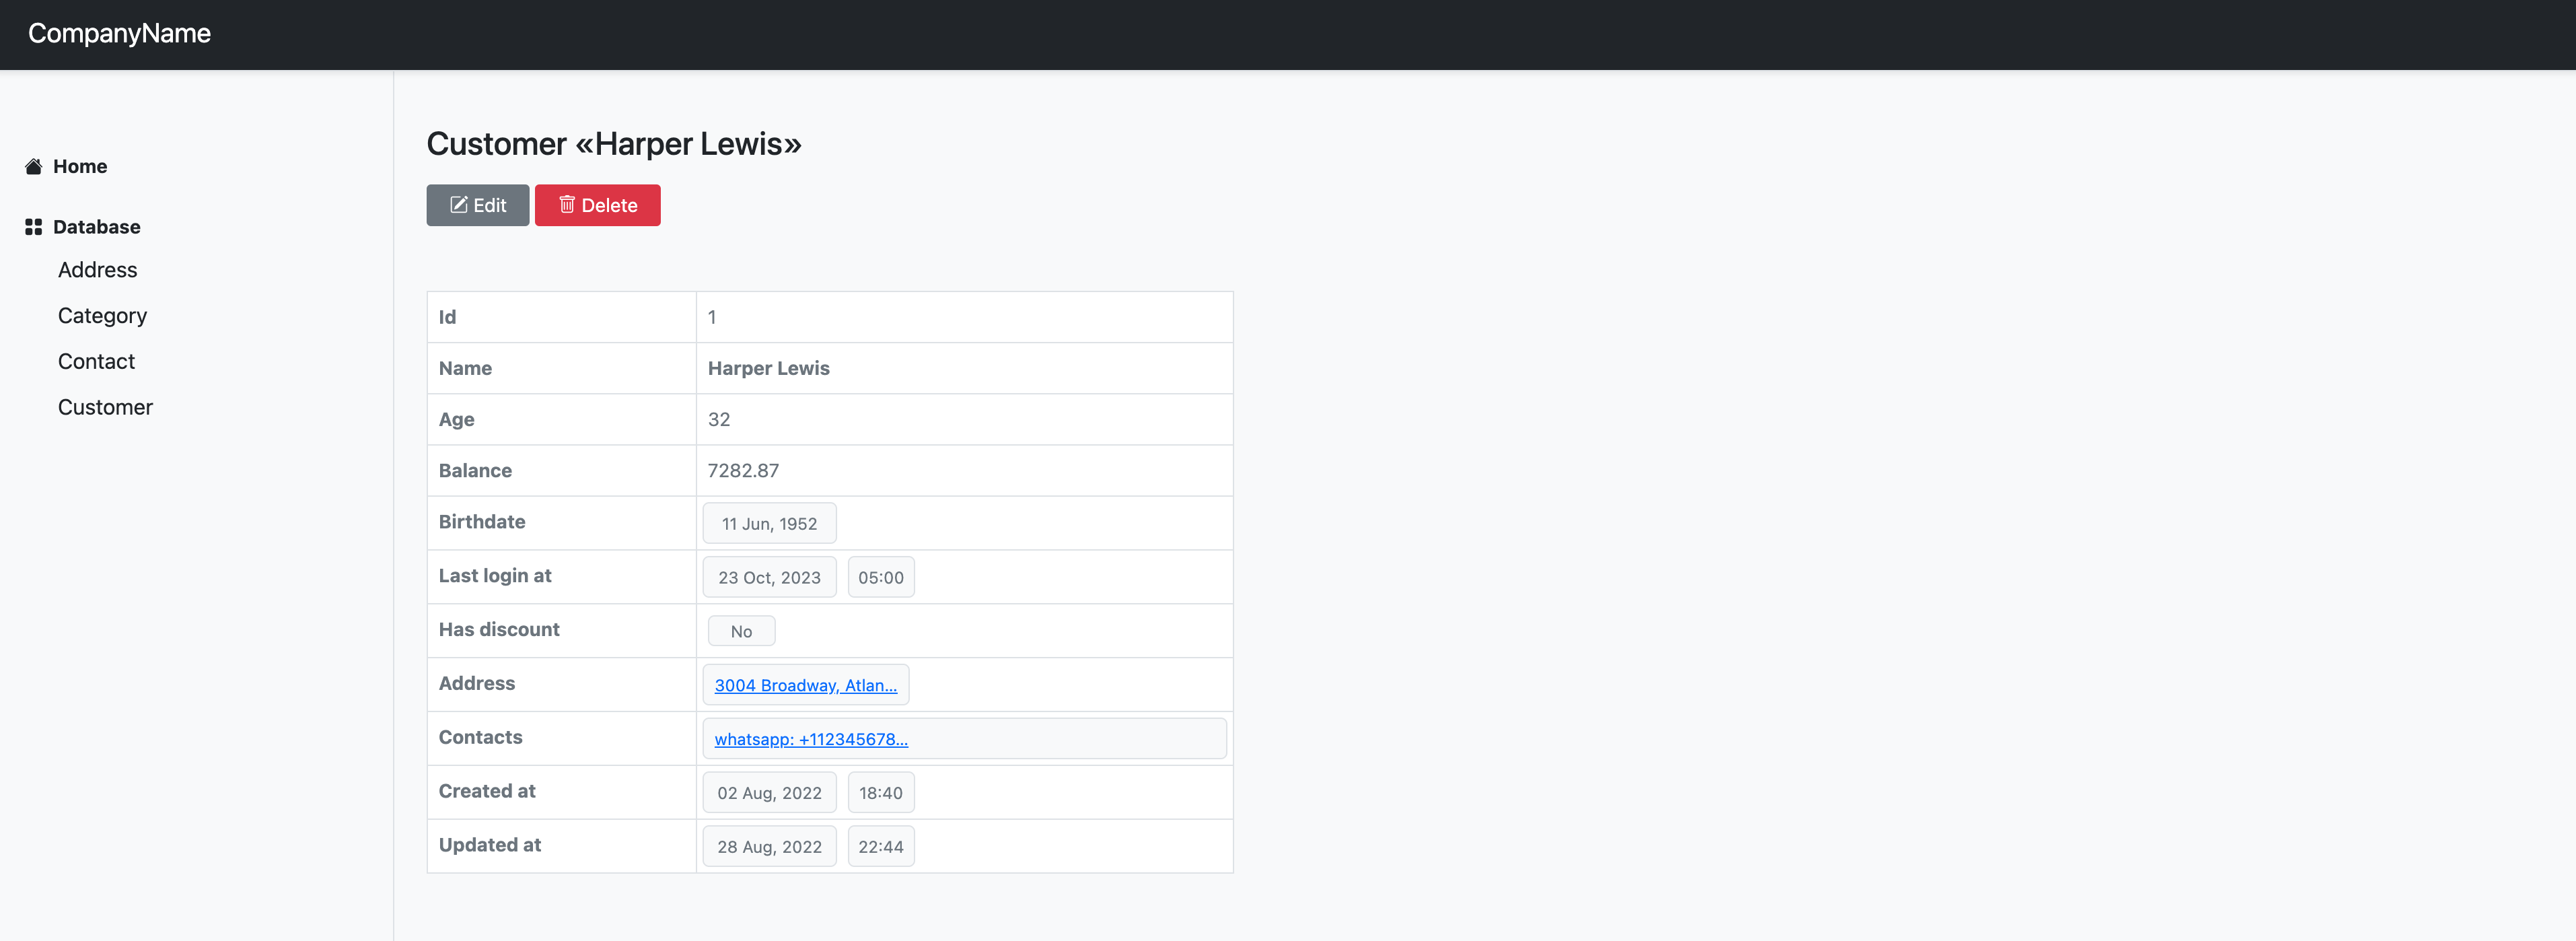 CompanyName
Home
Database
Address
Category
Contact
Customer
Customer «Harper Lewis»
Edit Delete
Id 1
Name Harper Lewis
Age 32
Balance 7282.87
Birthdate 11 Jun, 1952
Last login at 23 Oct, 2023 05:00
Has discount No
Address 3004 Broadway, Atlan...
Contacts whatsapp: +112345678...
Created at 02 Aug, 2022 18:40
Updated at 28 Aug, 2022 22:44